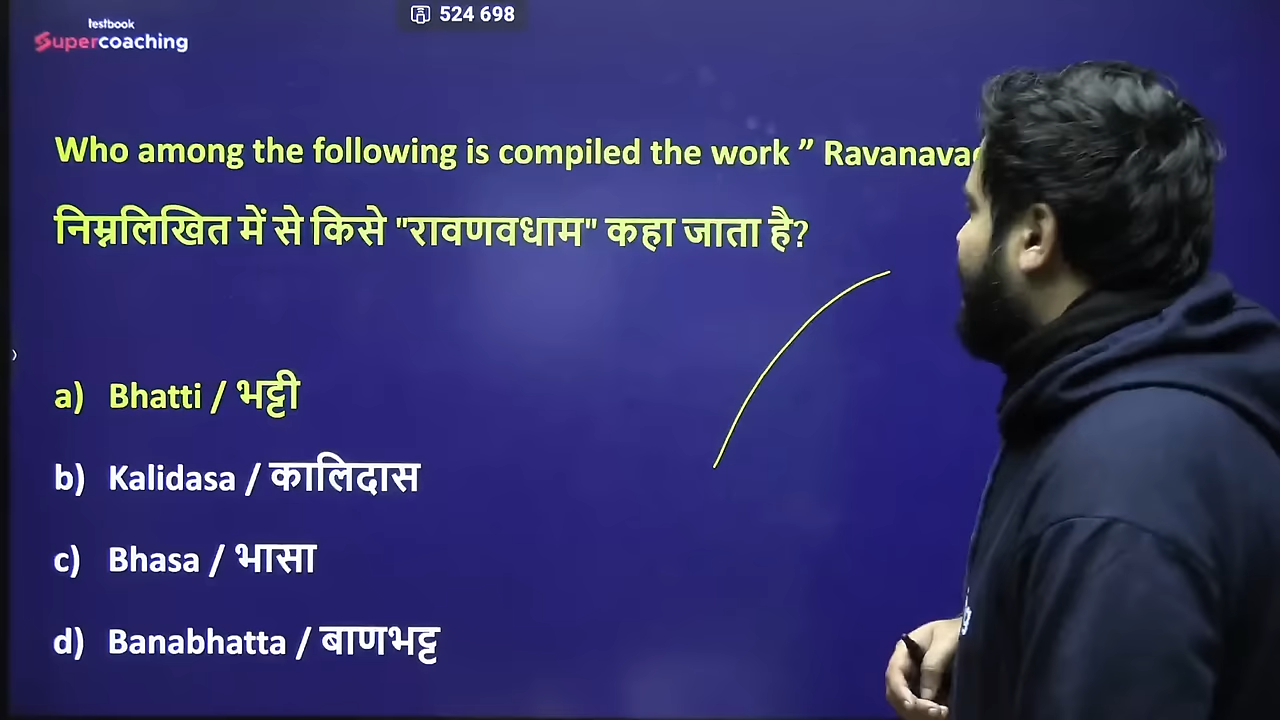 testbook
Supercoaching
524 698
Who among the following is compiled the work ” Ravanavad
निम्नलिखित में से किसे "रावणवधाम" कहा जाता है?
a) Bhatti / भट्टी
b) Kalidasa / कालिदास
c) Bhasa / भासा
d) Banabhatta / बाणभट्ट